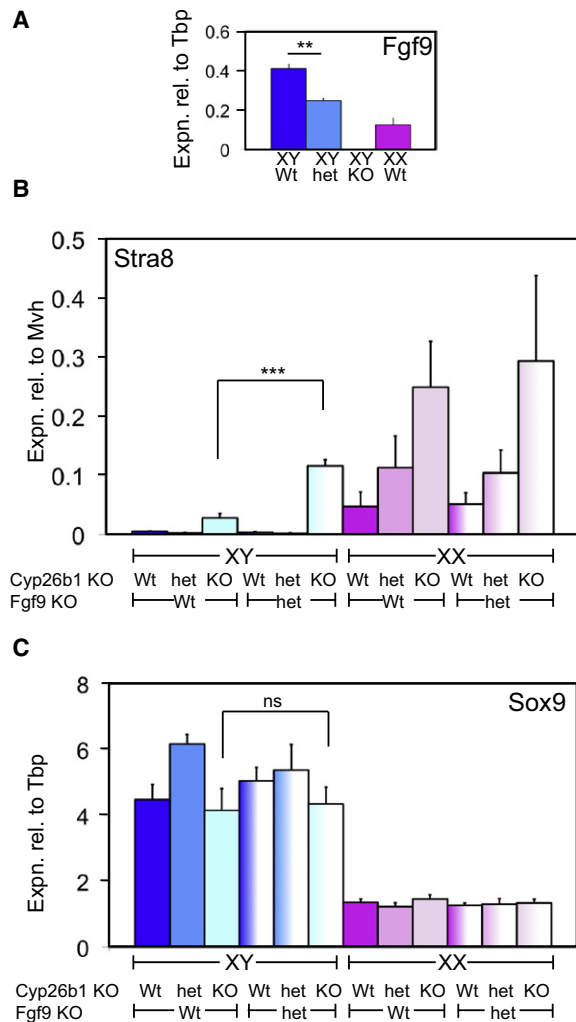 A
Expn. rel. to Tbp
Fgf9
**
0.6
0.4
0.2
0
XY XY XY XX
Wt het KO Wt
B
Expn. rel. to Mvh
Stra8
***
0.5
0.4
0.3
0.2
0.1
0
XY XX
Cyp26b1 KO Wt het KO Wt het KO Wt het KO Wt het KO
Fgf9 KO Wt het Wt het
C
Expn. rel. to Tbp
Sox9
ns
8
6
4
2
0
XY XX
Cyp26b1 KO Wt het KO Wt het KO Wt het KO Wt het KO
Fgf9 KO Wt het Wt het